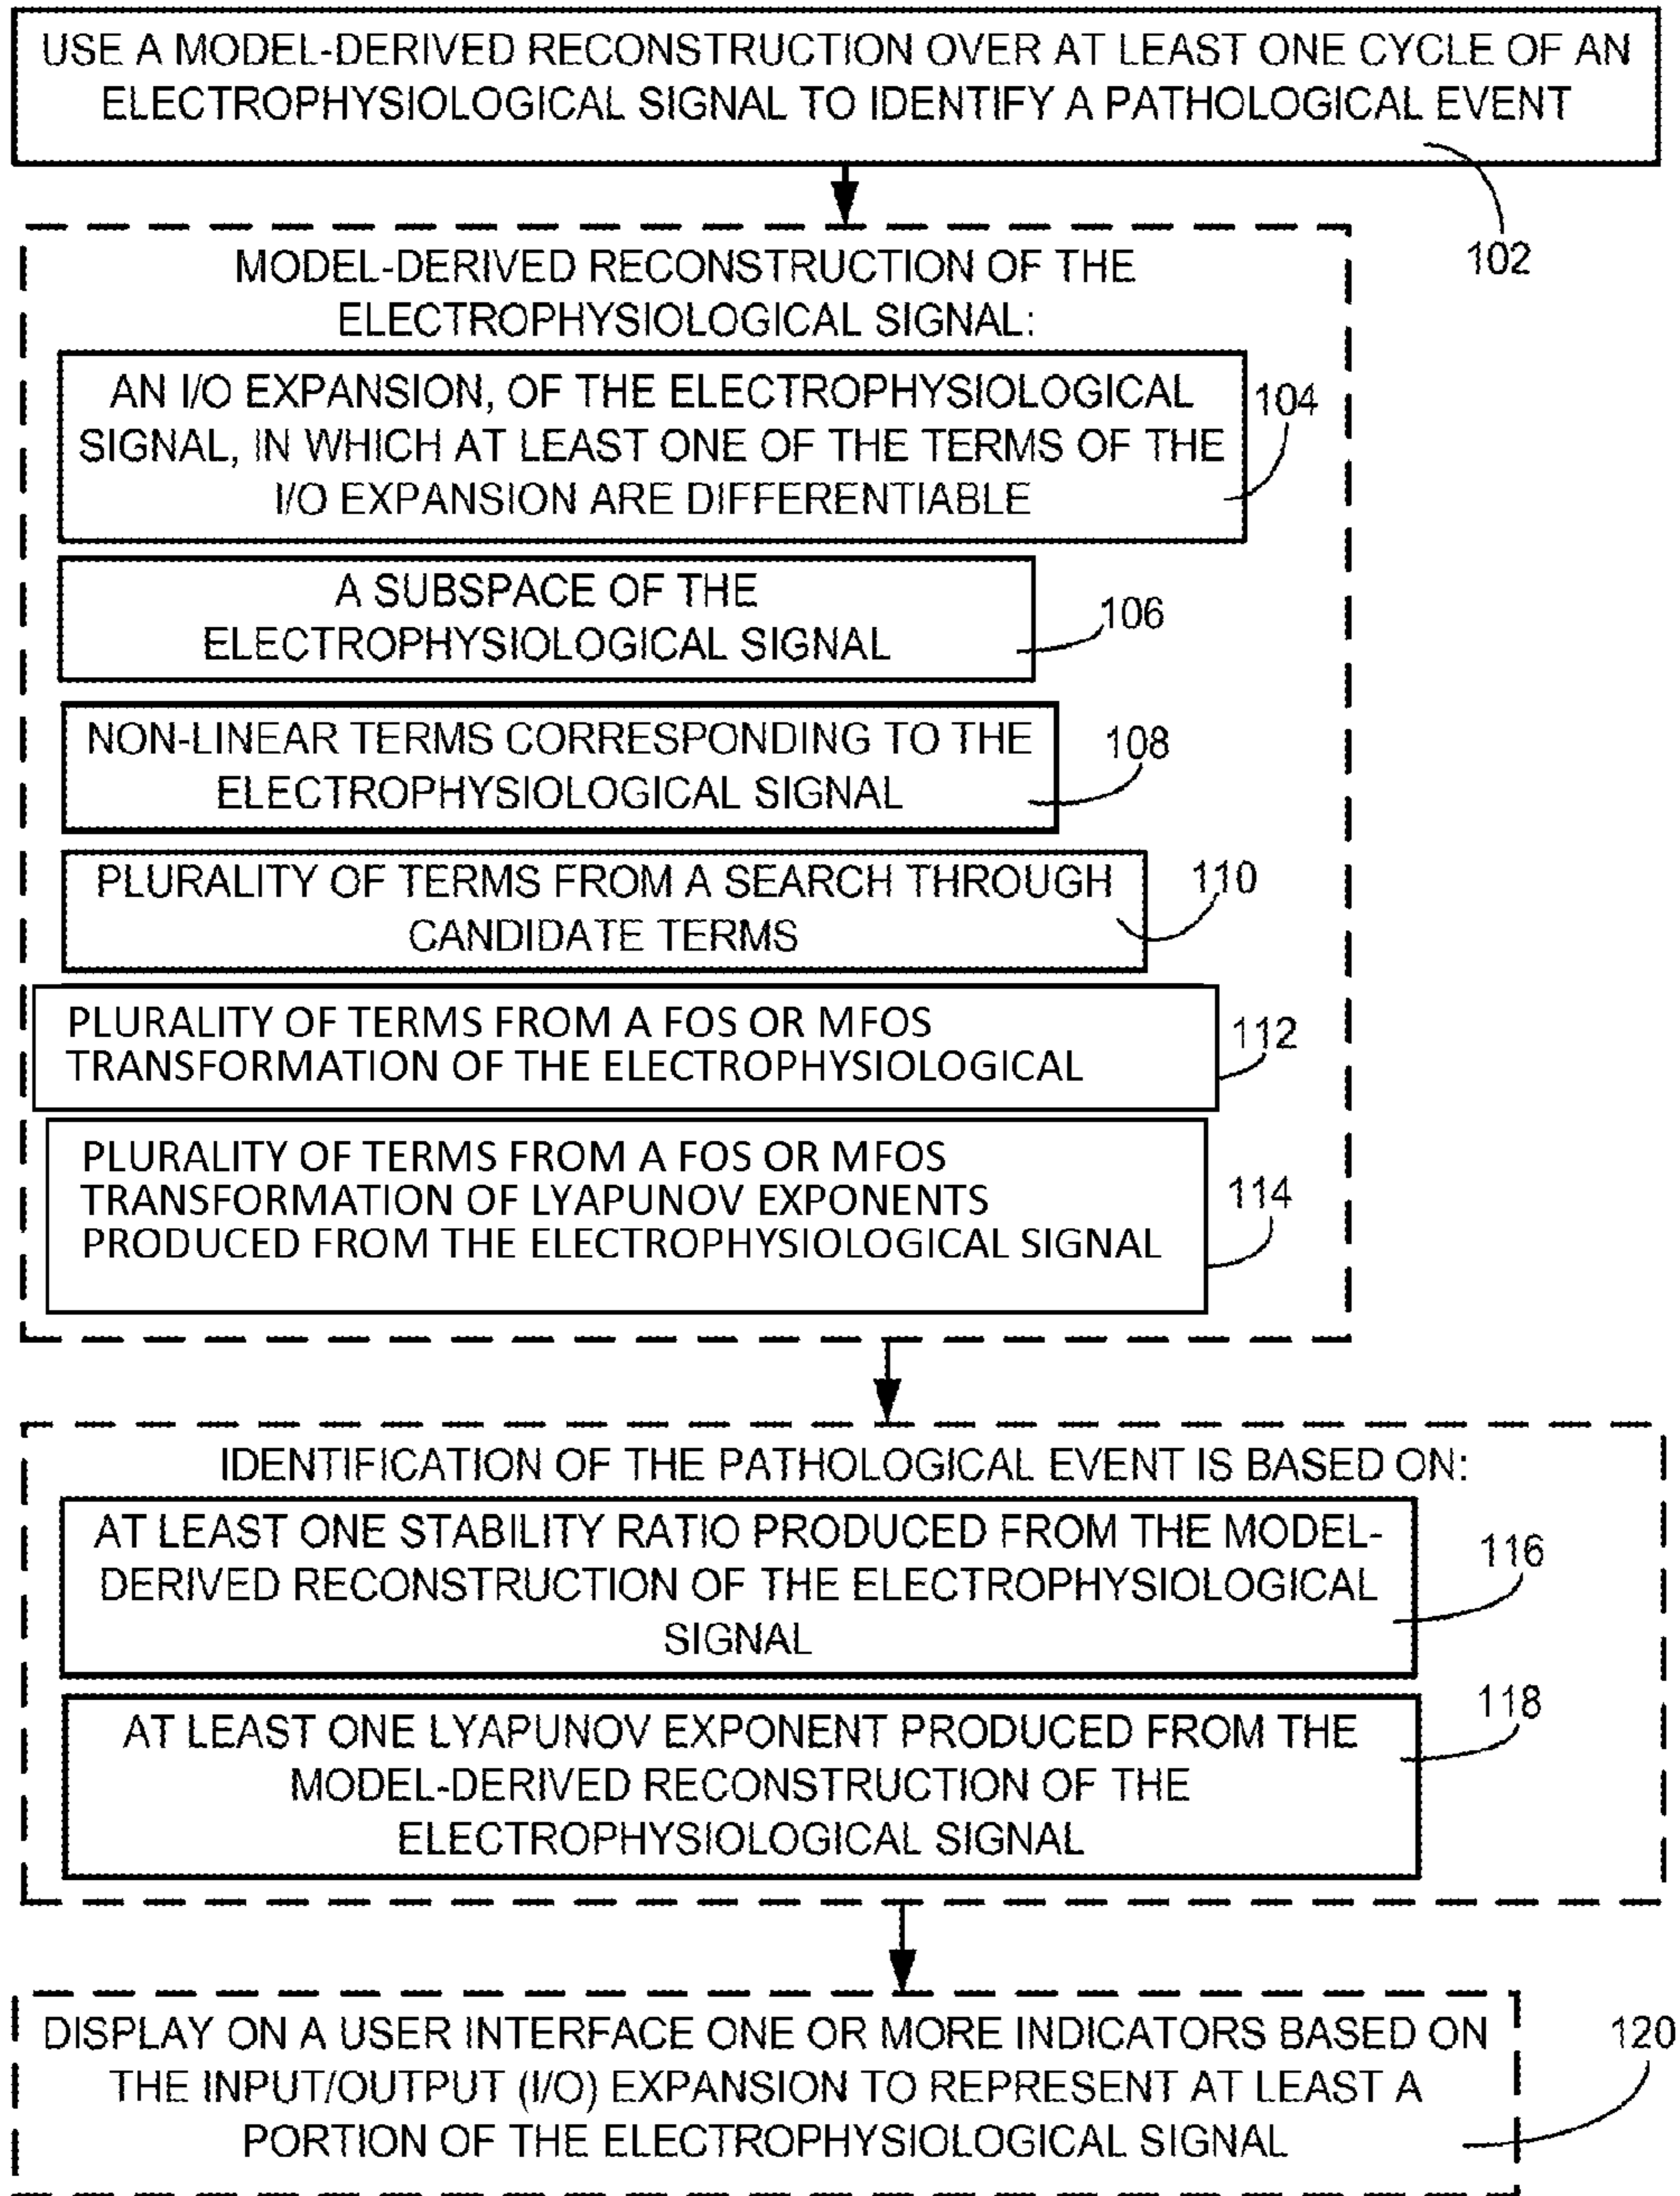 USE A MODEL-DERIVED RECONSTRUCTION OVER AT LEAST ONE CYCLE OF AN
ELECTROPHYSIOLOGICAL SIGNAL TO IDENTIFY A PATHOLOGICAL EVENT
102
MODEL-DERIVED RECONSTRUCTION OF THE
ELECTROPHYSIOLOGICAL SIGNAL:
AN I/O EXPANSION, OF THE ELECTROPHYSIOLOGICAL
SIGNAL, IN WHICH AT LEAST ONE OF THE TERMS OF THE
I/O EXPANSION ARE DIFFERENTIABLE
104
A SUBSPACE OF THE
ELECTROPHYSIOLOGICAL SIGNAL
106
NON-LINEAR TERMS CORRESPONDING TO THE
ELECTROPHYSIOLOGICAL SIGNAL
108
PLURALITY OF TERMS FROM A SEARCH THROUGH
CANDIDATE TERMS
110
PLURALITY OF TERMS FROM A FOS OR MFOS
TRANSFORMATION OF THE ELECTROPHYSIOLOGICAL
112
PLURALITY OF TERMS FROM A FOS OR MFOS
TRANSFORMATION OF LYAPUNOV EXPONENTS
PRODUCED FROM THE ELECTROPHYSIOLOGICAL SIGNAL
114
IDENTIFICATION OF THE PATHOLOGICAL EVENT IS BASED ON:
AT LEAST ONE STABILITY RATIO PRODUCED FROM THE MODEL-
DERIVED RECONSTRUCTION OF THE ELECTROPHYSIOLOGICAL
SIGNAL
116
AT LEAST ONE LYAPUNOV EXPONENT PRODUCED FROM THE
MODEL-DERIVED RECONSTRUCTION OF THE
ELECTROPHYSIOLOGICAL SIGNAL
118
DISPLAY ON A USER INTERFACE ONE OR MORE INDICATORS BASED ON
THE INPUT/OUTPUT (I/O) EXPANSION TO REPRESENT AT LEAST A
PORTION OF THE ELECTROPHYSIOLOGICAL SIGNAL
120